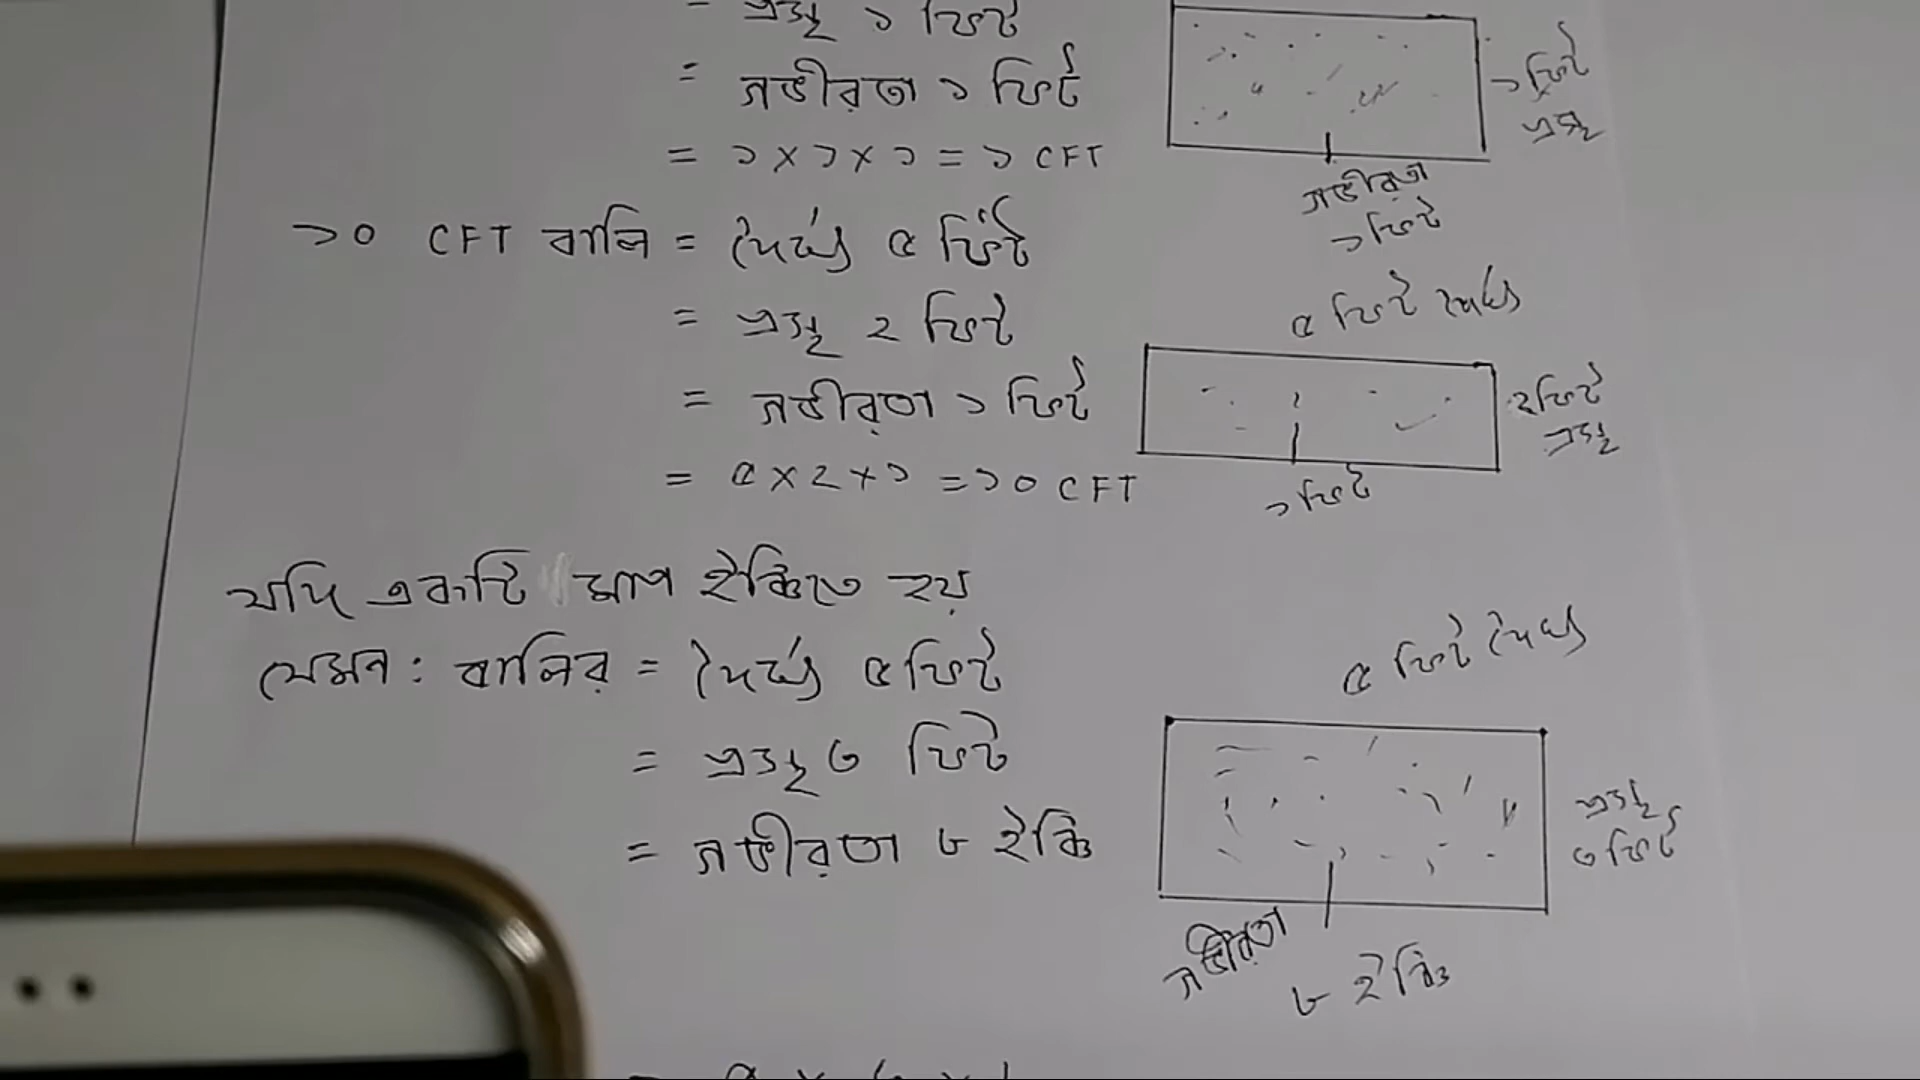 = প্রস্থ ১ ফিট
= গভীরতা ১ ফিট
= ১×১×১ = ১ CFT
১ ফিট
প্রস্থ
গভীরতা
১ ফিট
১০ CFT বালি = দৈর্ঘ্য ৫ ফিট
= প্রস্থ ২ ফিট
= গভীরতা ১ ফিট
= ৫×২×১ = ১০ CFT
৫ ফিট দৈর্ঘ্য
২ ফিট
প্রস্থ
১ ফিট
যদি একটি মাপ ইঞ্চিতে হয়
যেমন: বালির = দৈর্ঘ্য ৫ ফিট
= প্রস্থ ৩ ফিট
= গভীরতা ৮ ইঞ্চি
৫ ফিট দৈর্ঘ্য
প্রস্থ
৩ ফিট
গভীরতা
৮ ইঞ্চি